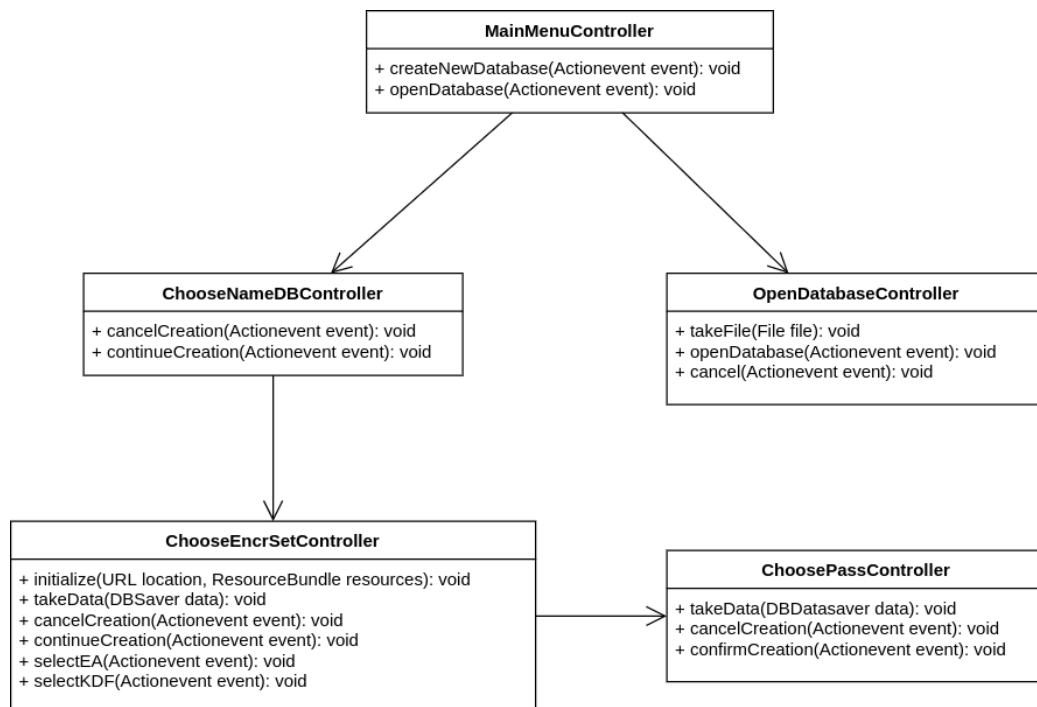 MainMenuController
+ createNewDatabase(Actionevent event): void
+ openDatabase(Actionevent event): void
ChooseNameDBController
+ cancelCreation(Actionevent event): void
+ continueCreation(Actionevent event): void
OpenDatabaseController
+ takeFile(File file): void
+ openDatabase(Actionevent event): void
+ cancel(Actionevent event): void
ChooseEncrSetController
+ initialize(URL location, ResourceBundle resources): void
+ takeData(DBSaver data): void
+ cancelCreation(Actionevent event): void
+ continueCreation(Actionevent event): void
+ selectEA(Actionevent event): void
+ selectKDF(Actionevent event): void
ChoosePassController
+ takeData(DBDatasaver data): void
+ cancelCreation(Actionevent event): void
+ confirmCreation(Actionevent event): void